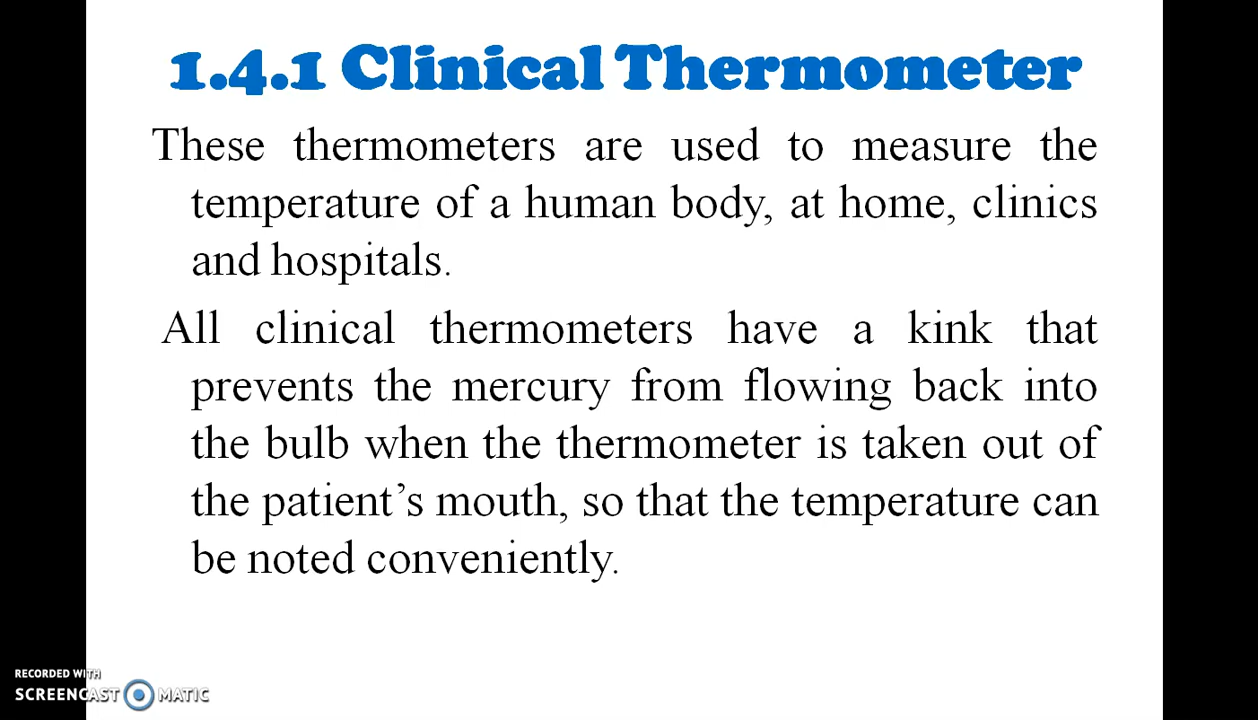 1.4.1 Clinical Thermometer
These thermometers are used to measure the
temperature of a human body, at home, clinics
and hospitals.
All clinical thermometers have a kink that
prevents the mercury from flowing back into
the bulb when the thermometer is taken out of
the patient’s mouth, so that the temperature can
be noted conveniently.
RECORDED WITH
SCREENCAST MATIC